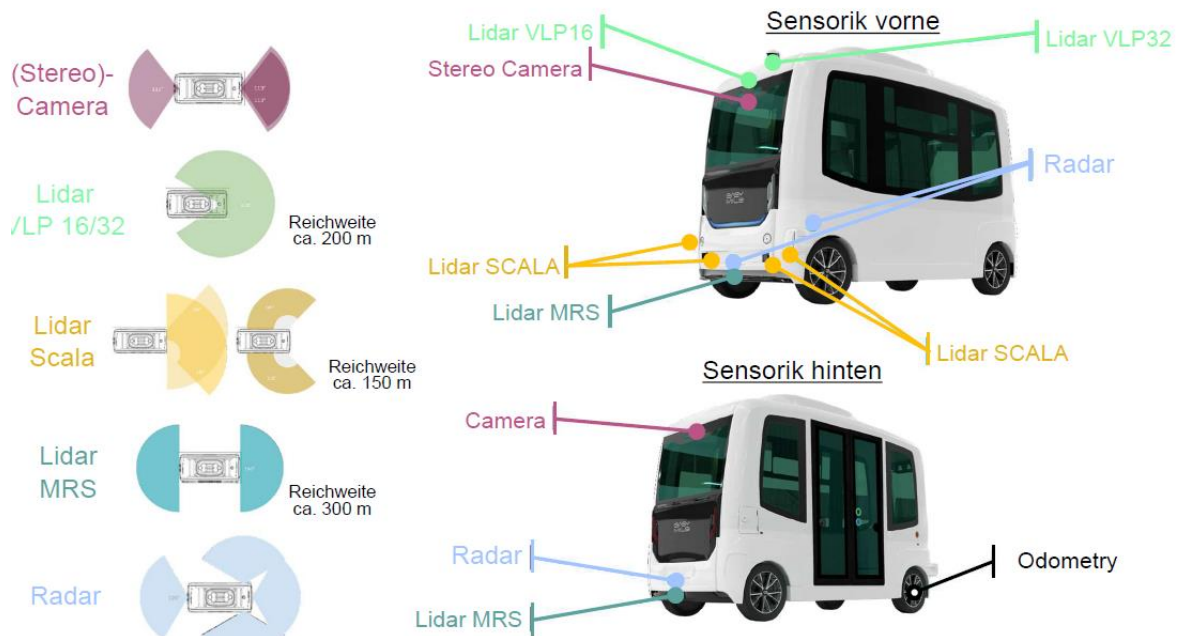 (Stereo)-
Camera
Lidar
VLP 16/32
Reichweite
ca. 200 m
Lidar
Scala
Reichweite
ca. 150 m
Lidar
MRS
Reichweite
ca. 300 m
Radar
Sensorik vorne
Lidar VLP16
Lidar VLP32
Stereo Camera
Radar
Lidar SCALA
Lidar MRS
Lidar SCALA
Sensorik hinten
Camera
Radar
Lidar MRS
Odometry